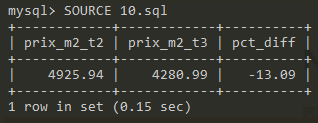 mysql> SOURCE 10.sql
+------------+------------+----------+
| prix_m2_t2 | prix_m2_t3 | pct_diff |
+------------+------------+----------+
|    4925.94 |    4280.99 |   -13.09 |
+------------+------------+----------+
1 row in set (0.15 sec)